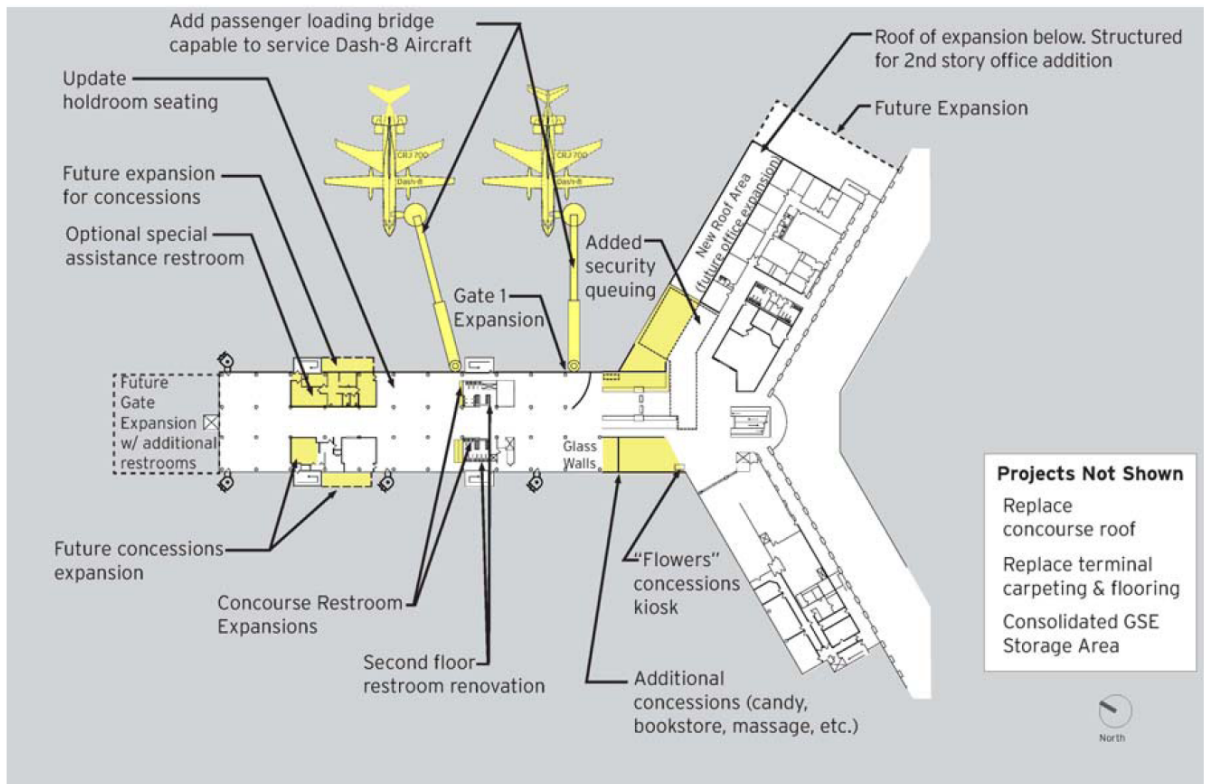 Add passenger loading bridge
capable to service Dash-8 Aircraft
Roof of expansion below. Structured
for 2nd story office addition
Update
holdroom seating
Future Expansion
CRJ 700
Dash-8
CRJ 700
Dash-8
Future expansion
for concessions
Optional special
assistance restroom
New Roof Area
(future office expansion)
Added
security
queuing
Gate 1
Expansion
Future
Gate
Expansion
w/ additional
restrooms
Glass
Walls
Projects Not Shown
Replace
concourse roof
Replace terminal
carpeting & flooring
Consolidated GSE
Storage Area
Future concessions
expansion
"Flowers"
concessions
kiosk
Concourse Restroom
Expansions
Second floor
restroom renovation
Additional
concessions (candy,
bookstore, massage, etc.)
North